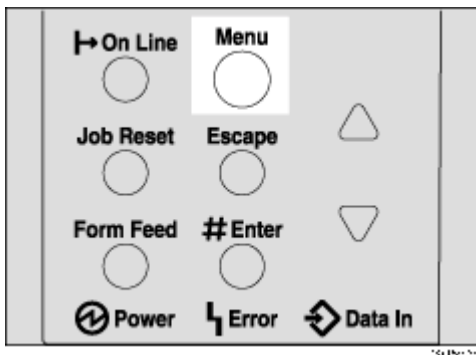 On Line Menu
Job Reset Escape
Form Feed # Enter
Power Error Data In